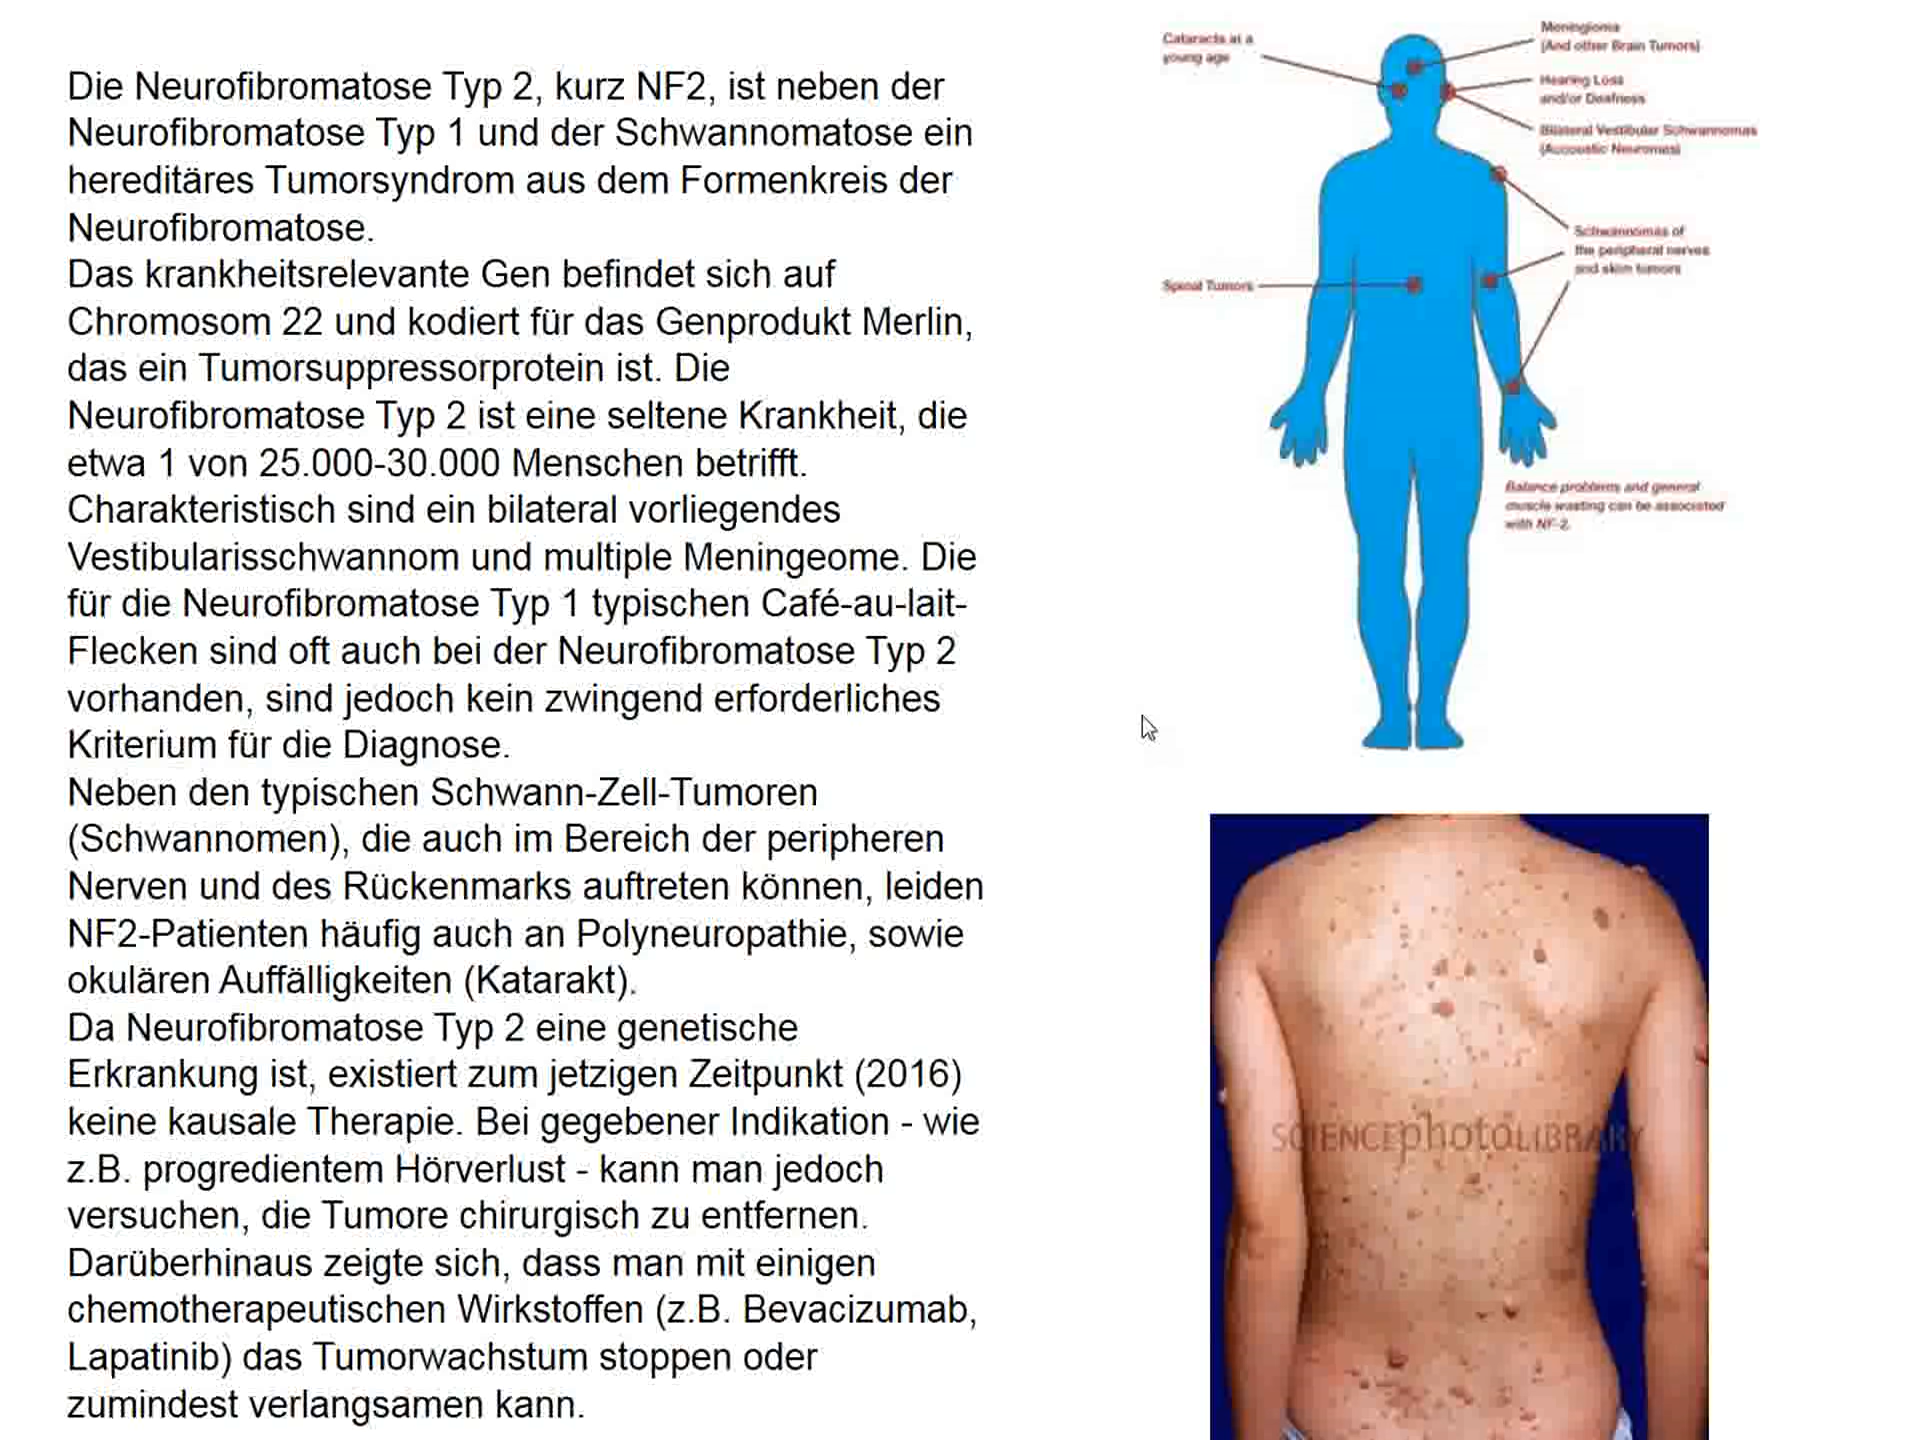 Die Neurofibromatose Typ 2, kurz NF2, ist neben der
Neurofibromatose Typ 1 und der Schwannomatose ein
hereditäres Tumorsyndrom aus dem Formenkreis der
Neurofibromatose.
Das krankheitsrelevante Gen befindet sich auf
Chromosom 22 und kodiert für das Genprodukt Merlin,
das ein Tumorsuppressorprotein ist. Die
Neurofibromatose Typ 2 ist eine seltene Krankheit, die
etwa 1 von 25.000-30.000 Menschen betrifft.
Charakteristisch sind ein bilateral vorliegendes
Vestibularisschwannom und multiple Meningeome. Die
für die Neurofibromatose Typ 1 typischen Café-au-lait-
Flecken sind oft auch bei der Neurofibromatose Typ 2
vorhanden, sind jedoch kein zwingend erforderliches
Kriterium für die Diagnose.
Neben den typischen Schwann-Zell-Tumoren
(Schwannomen), die auch im Bereich der peripheren
Nerven und des Rückenmarks auftreten können, leiden
NF2-Patienten häufig auch an Polyneuropathie, sowie
okulären Auffälligkeiten (Katarakt).
Da Neurofibromatose Typ 2 eine genetische
Erkrankung ist, existiert zum jetzigen Zeitpunkt (2016)
keine kausale Therapie. Bei gegebener Indikation - wie
z.B. progredientem Hörverlust - kann man jedoch
versuchen, die Tumore chirurgisch zu entfernen.
Darüberhinaus zeigte sich, dass man mit einigen
chemotherapeutischen Wirkstoffen (z.B. Bevacizumab,
Lapatinib) das Tumorwachstum stoppen oder
zumindest verlangsamen kann.
Cataracts at a
young age
Meningioma
(And other Brain Tumors)
Hearing Loss
and/or Deafness
Bilateral Vestibular Schwannomas
(Accoustic Neuromas)
Schwannomas of
the peripheral nerves
and skim tumors
Spinal Tumors
Balance problems and general
muscle wasting can be associated
with NF-2.
SCIENCEphotoLIBRARY